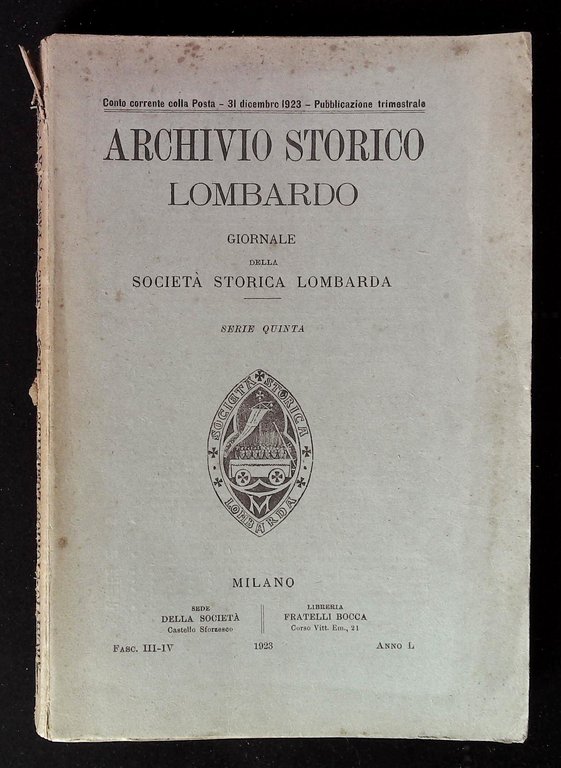 Conto corrente colla Posta - 31 dicembre 1923 - Pubblicazione trimestrale
ARCHIVIO STORICO
LOMBARDO
GIORNALE
DELLA
SOCIETÀ STORICA LOMBARDA
SERIE QUINTA
SOCIETÀ STORICA
LOMBARDA
M
MILANO
SEDE
DELLA SOCIETÀ
Castello Sforzesco
LIBRERIA
FRATELLI BOCCA
Corso Vitt. Em., 21
FASC. III-IV
1923
ANNO L